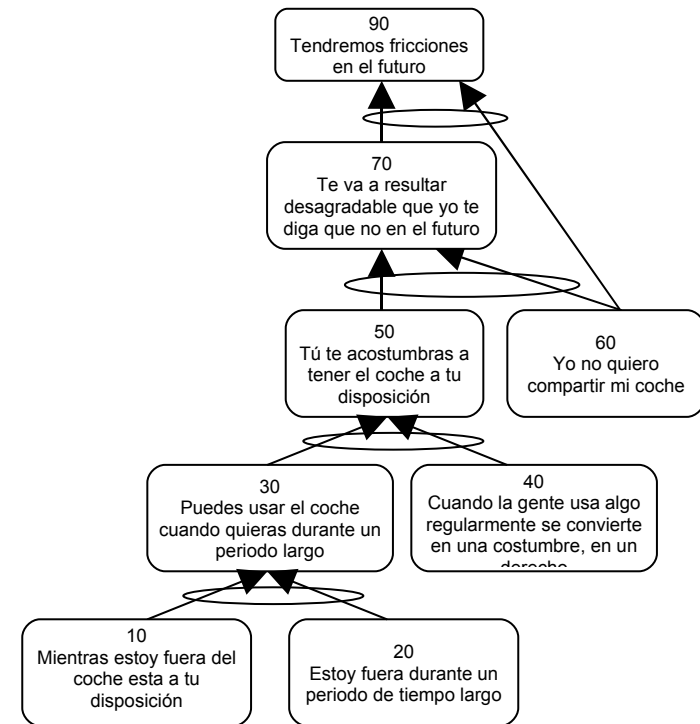 90
Tendremos fricciones
en el futuro
70
Te va a resultar
desagradable que yo te
diga que no en el futuro
50
Tú te acostumbras a
tener el coche a tu
disposición
60
Yo no quiero
compartir mi coche
30
Puedes usar el coche
cuando quieras durante un
periodo largo
40
Cuando la gente usa algo
regularmente se convierte
en una costumbre, en un
derecho
10
Mientras estoy fuera del
coche esta a tu
disposición
20
Estoy fuera durante un
periodo de tiempo largo